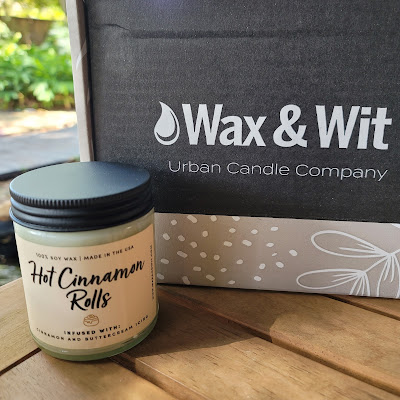 Wax & Wit
Urban Candle Company
100% SOY WAX | MADE IN THE USA
Hot Cinnamon
Rolls
INFUSED WITH:
CINNAMON AND BUTTERCREAM ICING